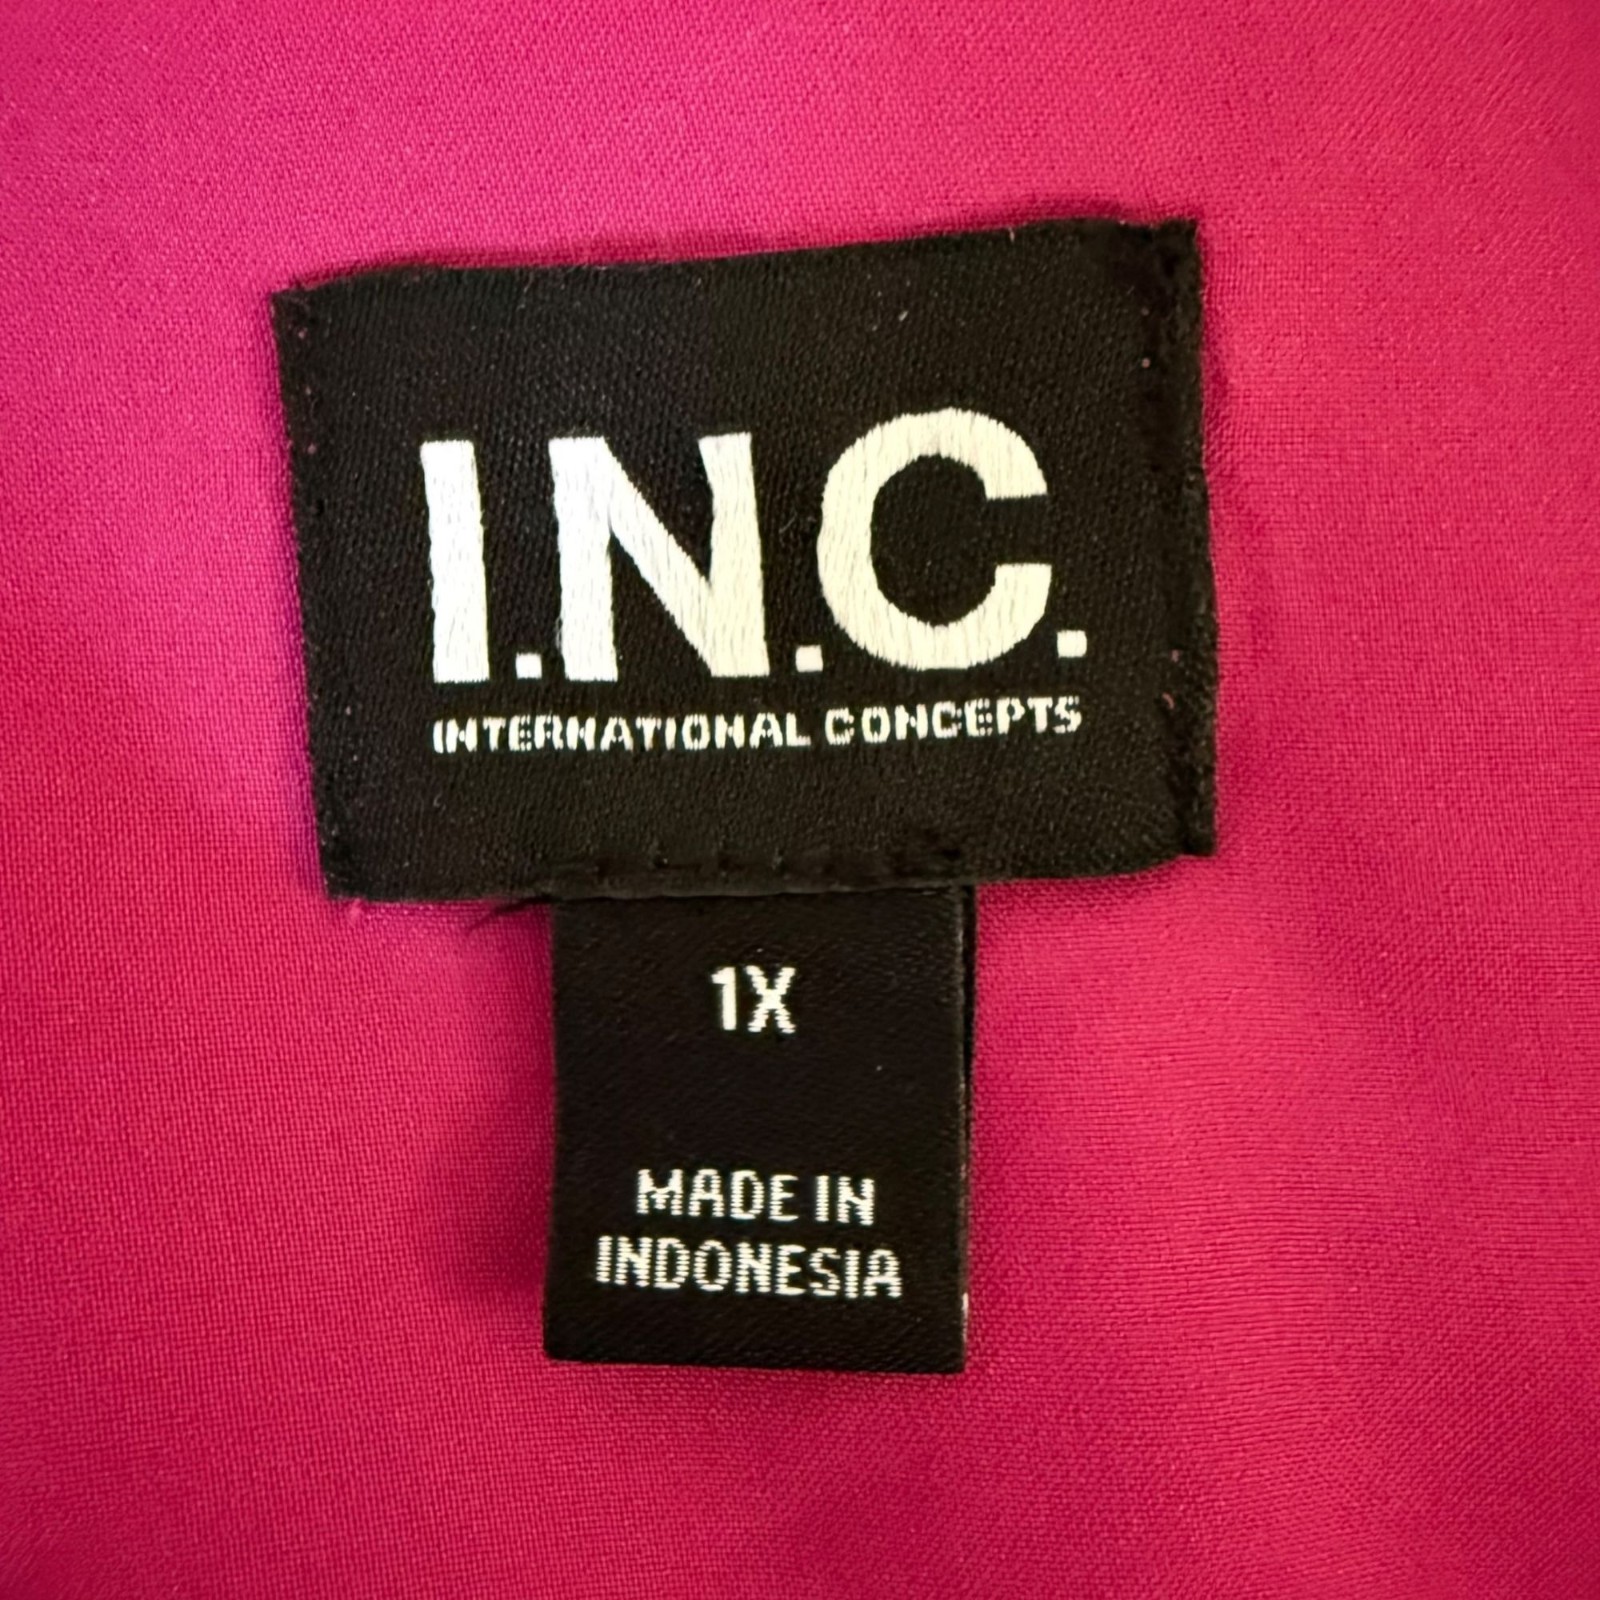 I.N.C.
INTERNATIONAL CONCEPTS
1X
MADE IN
INDONESIA